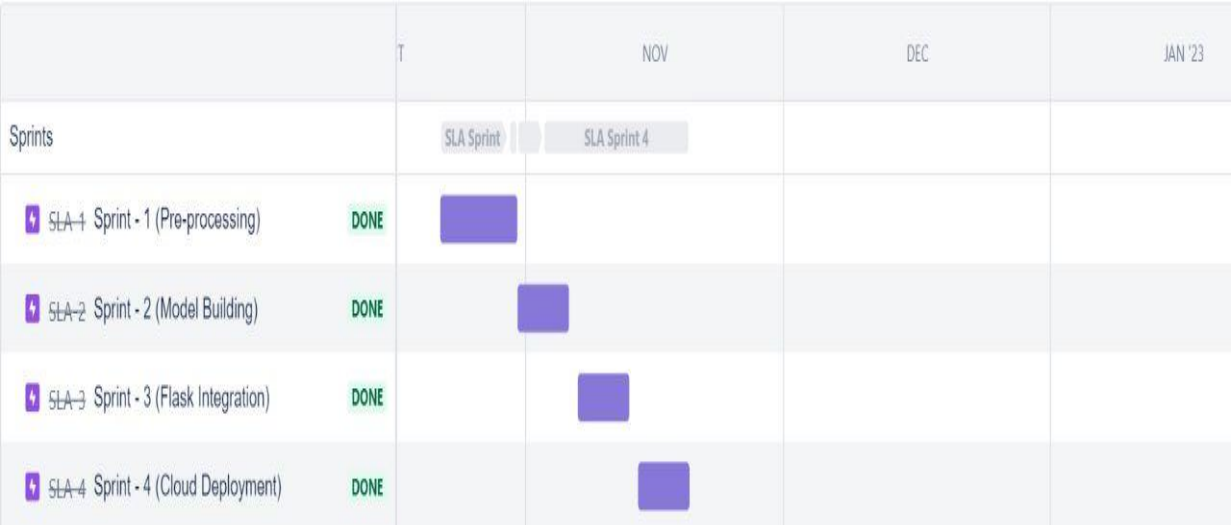 T NOV DEC JAN '23
Sprints SLA Sprint SLA Sprint 4
SLA-1 Sprint - 1 (Pre-processing) DONE
SLA-2 Sprint - 2 (Model Building) DONE
SLA-3 Sprint - 3 (Flask Integration) DONE
SLA-4 Sprint - 4 (Cloud Deployment) DONE